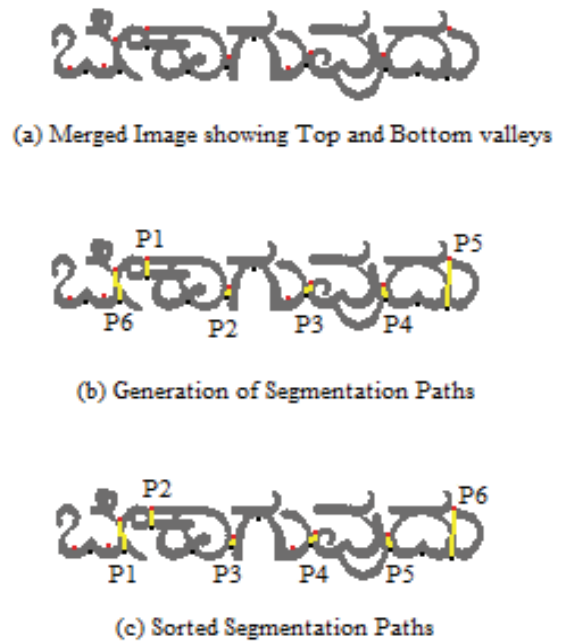 ಬೇಕಾಗುವುದು
(a) Merged Image showing Top and Bottom valleys
P1 P5
ಬೇಕಾಗುವುದು
P6 P2 P3 P4
(b) Generation of Segmentation Paths
P2 P6
ಬೇಕಾಗುವುದು
P1 P3 P4 P5
(c) Sorted Segmentation Paths